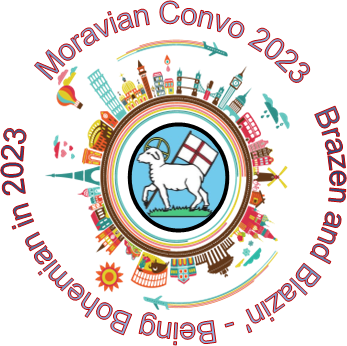 Moravian Convo 2023
Brazen and Blazin' - Being Bohemian in 2023